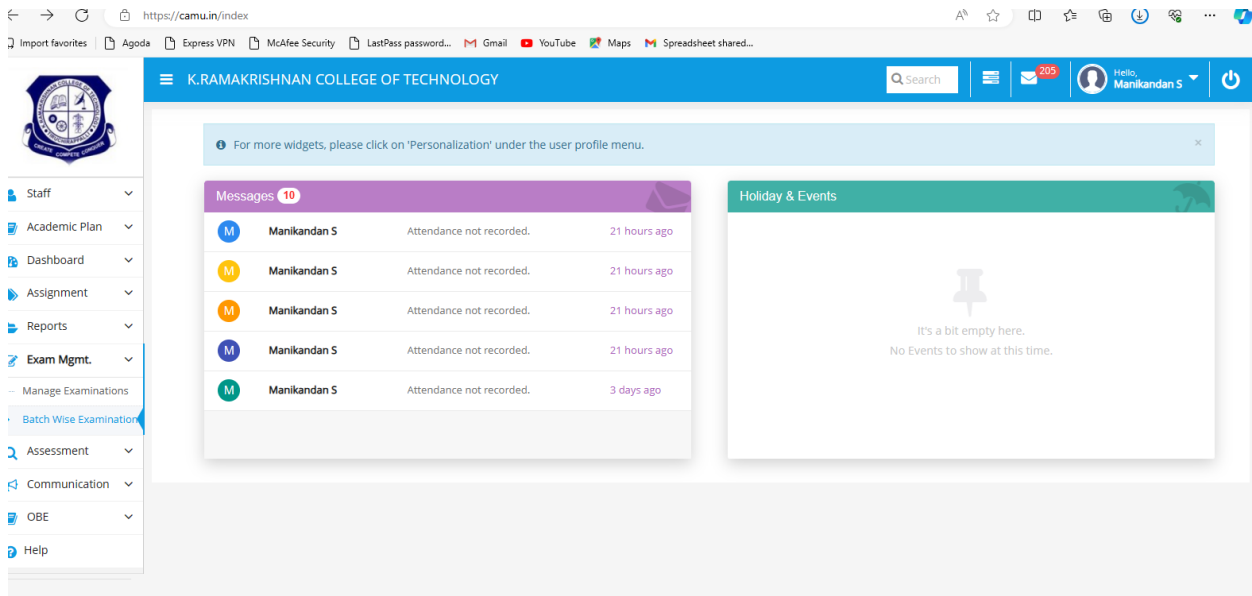 https://camu.in/index
Import favorites Agoda Express VPN McAfee Security LastPass password... Gmail YouTube Maps Spreadsheet shared...
K.RAMAKRISHNAN COLLEGE OF TECHNOLOGY Search 205 Hello,
Manikandan S
CREATE COMPETE CONQUER
For more widgets, please click on 'Personalization' under the user profile menu. ×
Staff
Academic Plan
Dashboard
Assignment
Reports
Exam Mgmt.
Manage Examinations
Batch Wise Examination
Assessment
Communication
OBE
Help
Messages 10
M Manikandan S Attendance not recorded. 21 hours ago
M Manikandan S Attendance not recorded. 21 hours ago
M Manikandan S Attendance not recorded. 21 hours ago
M Manikandan S Attendance not recorded. 21 hours ago
M Manikandan S Attendance not recorded. 3 days ago
Holiday & Events
It's a bit empty here.
No Events to show at this time.